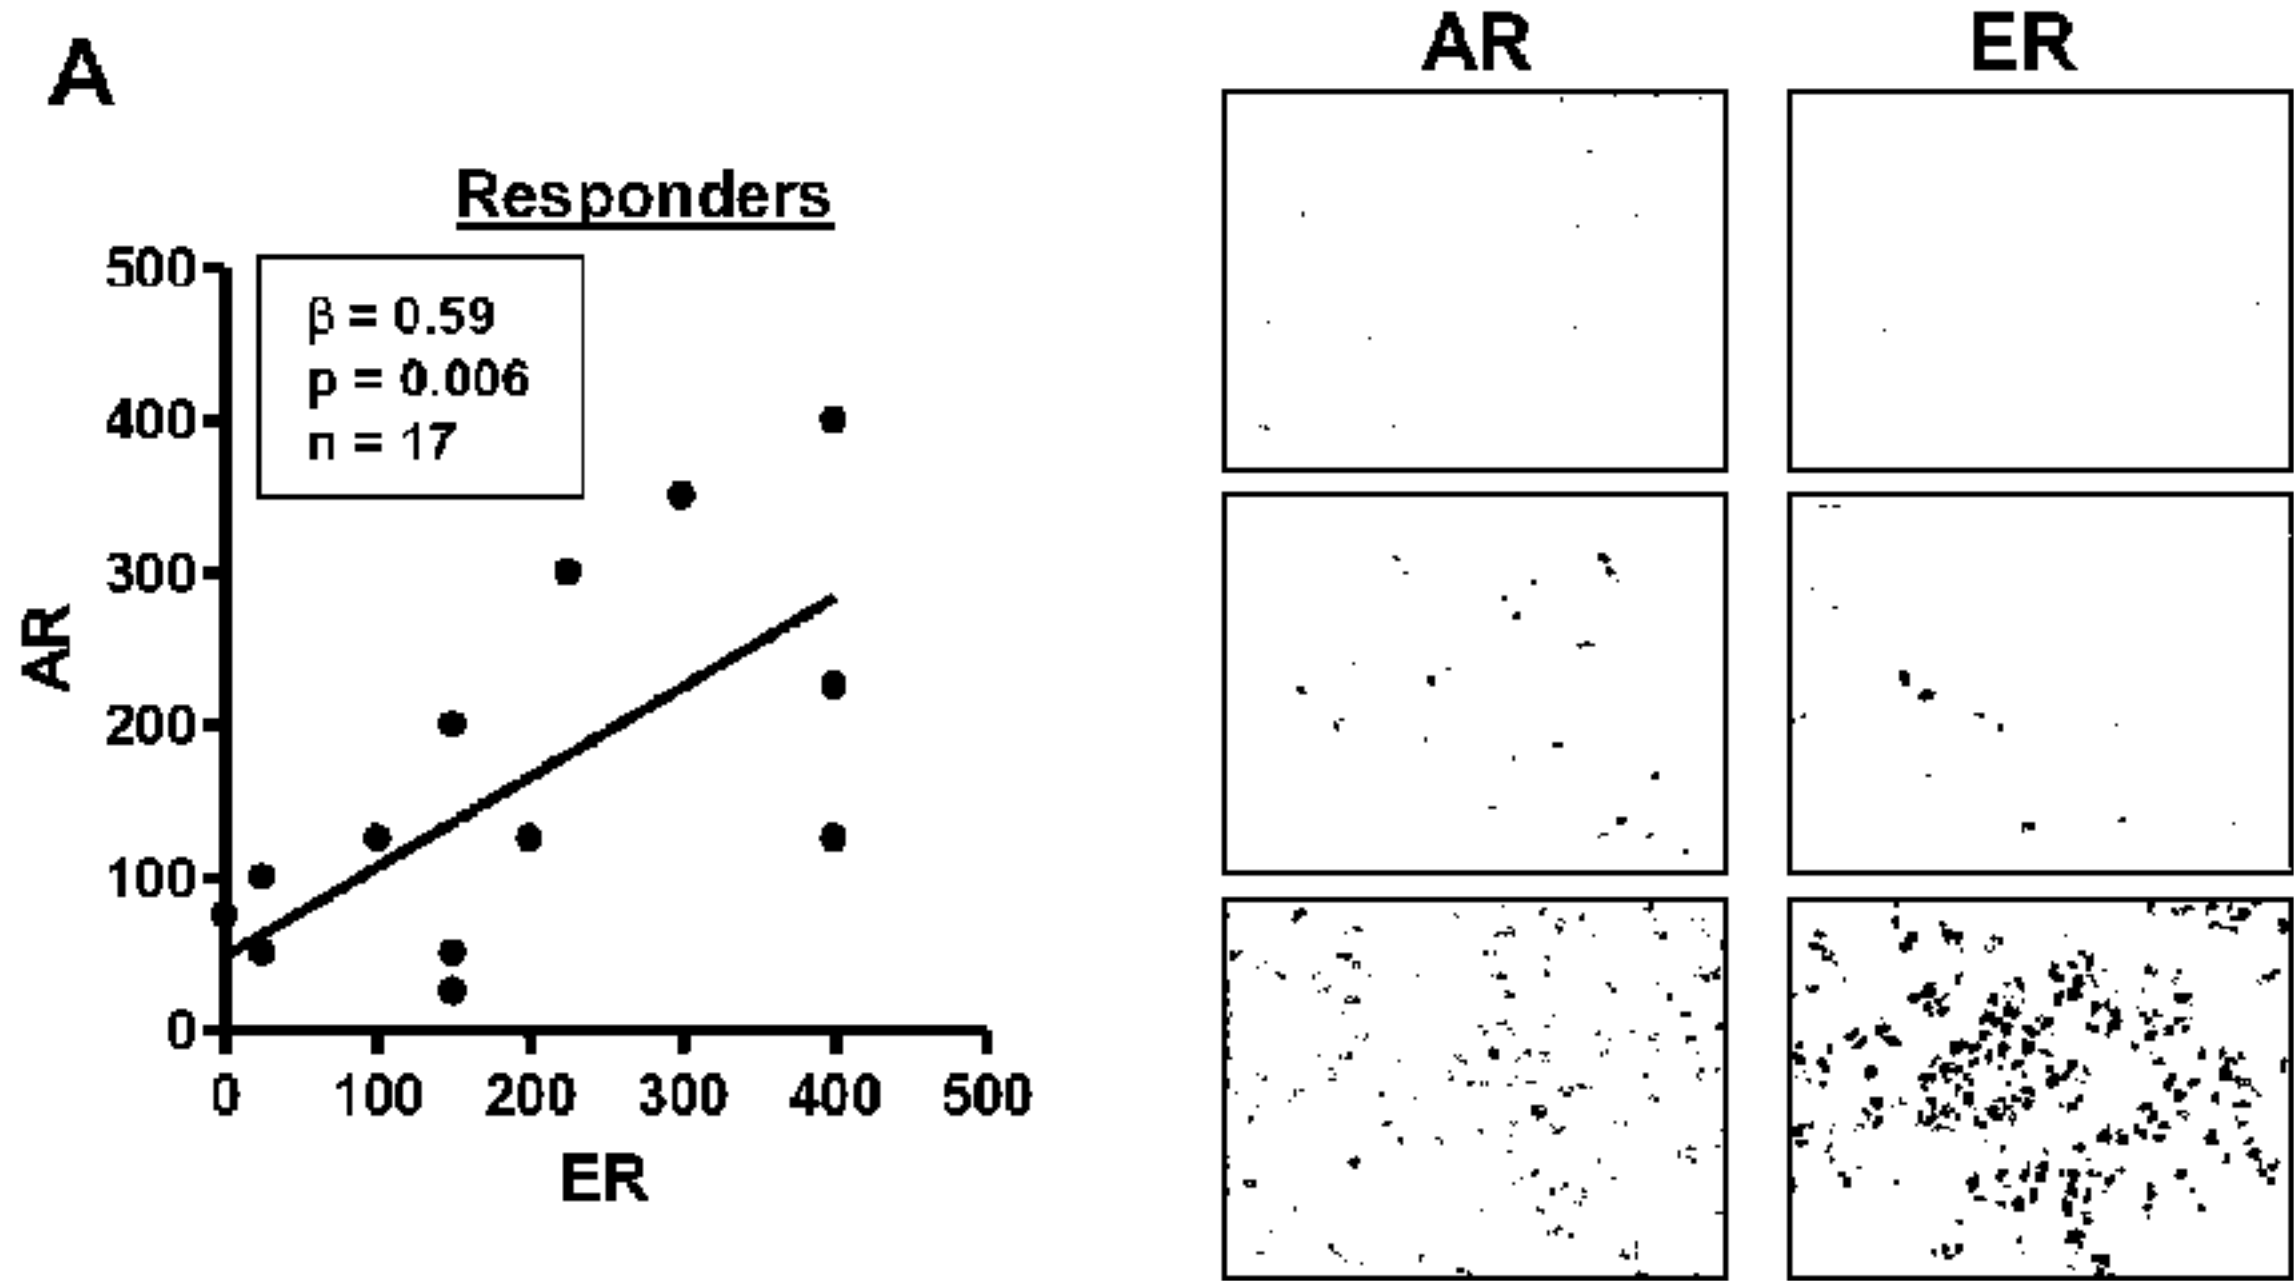 A
Responders
β = 0.59
p = 0.006
n = 17
500
400
300
200
100
0
AR
0 100 200 300 400 500
ER
AR ER